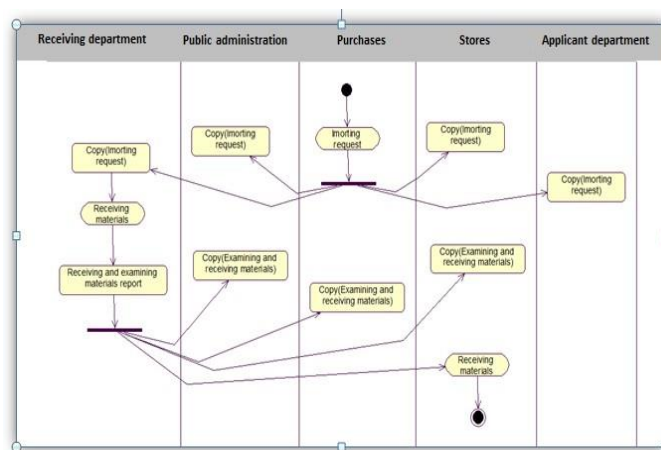 Receiving department
Public administration
Purchases
Stores
Applicant department
Copy(Imorting
request)
Copy(Imorting
request)
Imorting
request
Copy(Imorting
request)
Copy(Imorting
request)
Receiving
materials
Receiving and examining
materials report
Copy(Examining and
receiving materials)
Copy(Examining and
receiving materials)
Copy(Examining and
receiving materials)
Receiving
materials